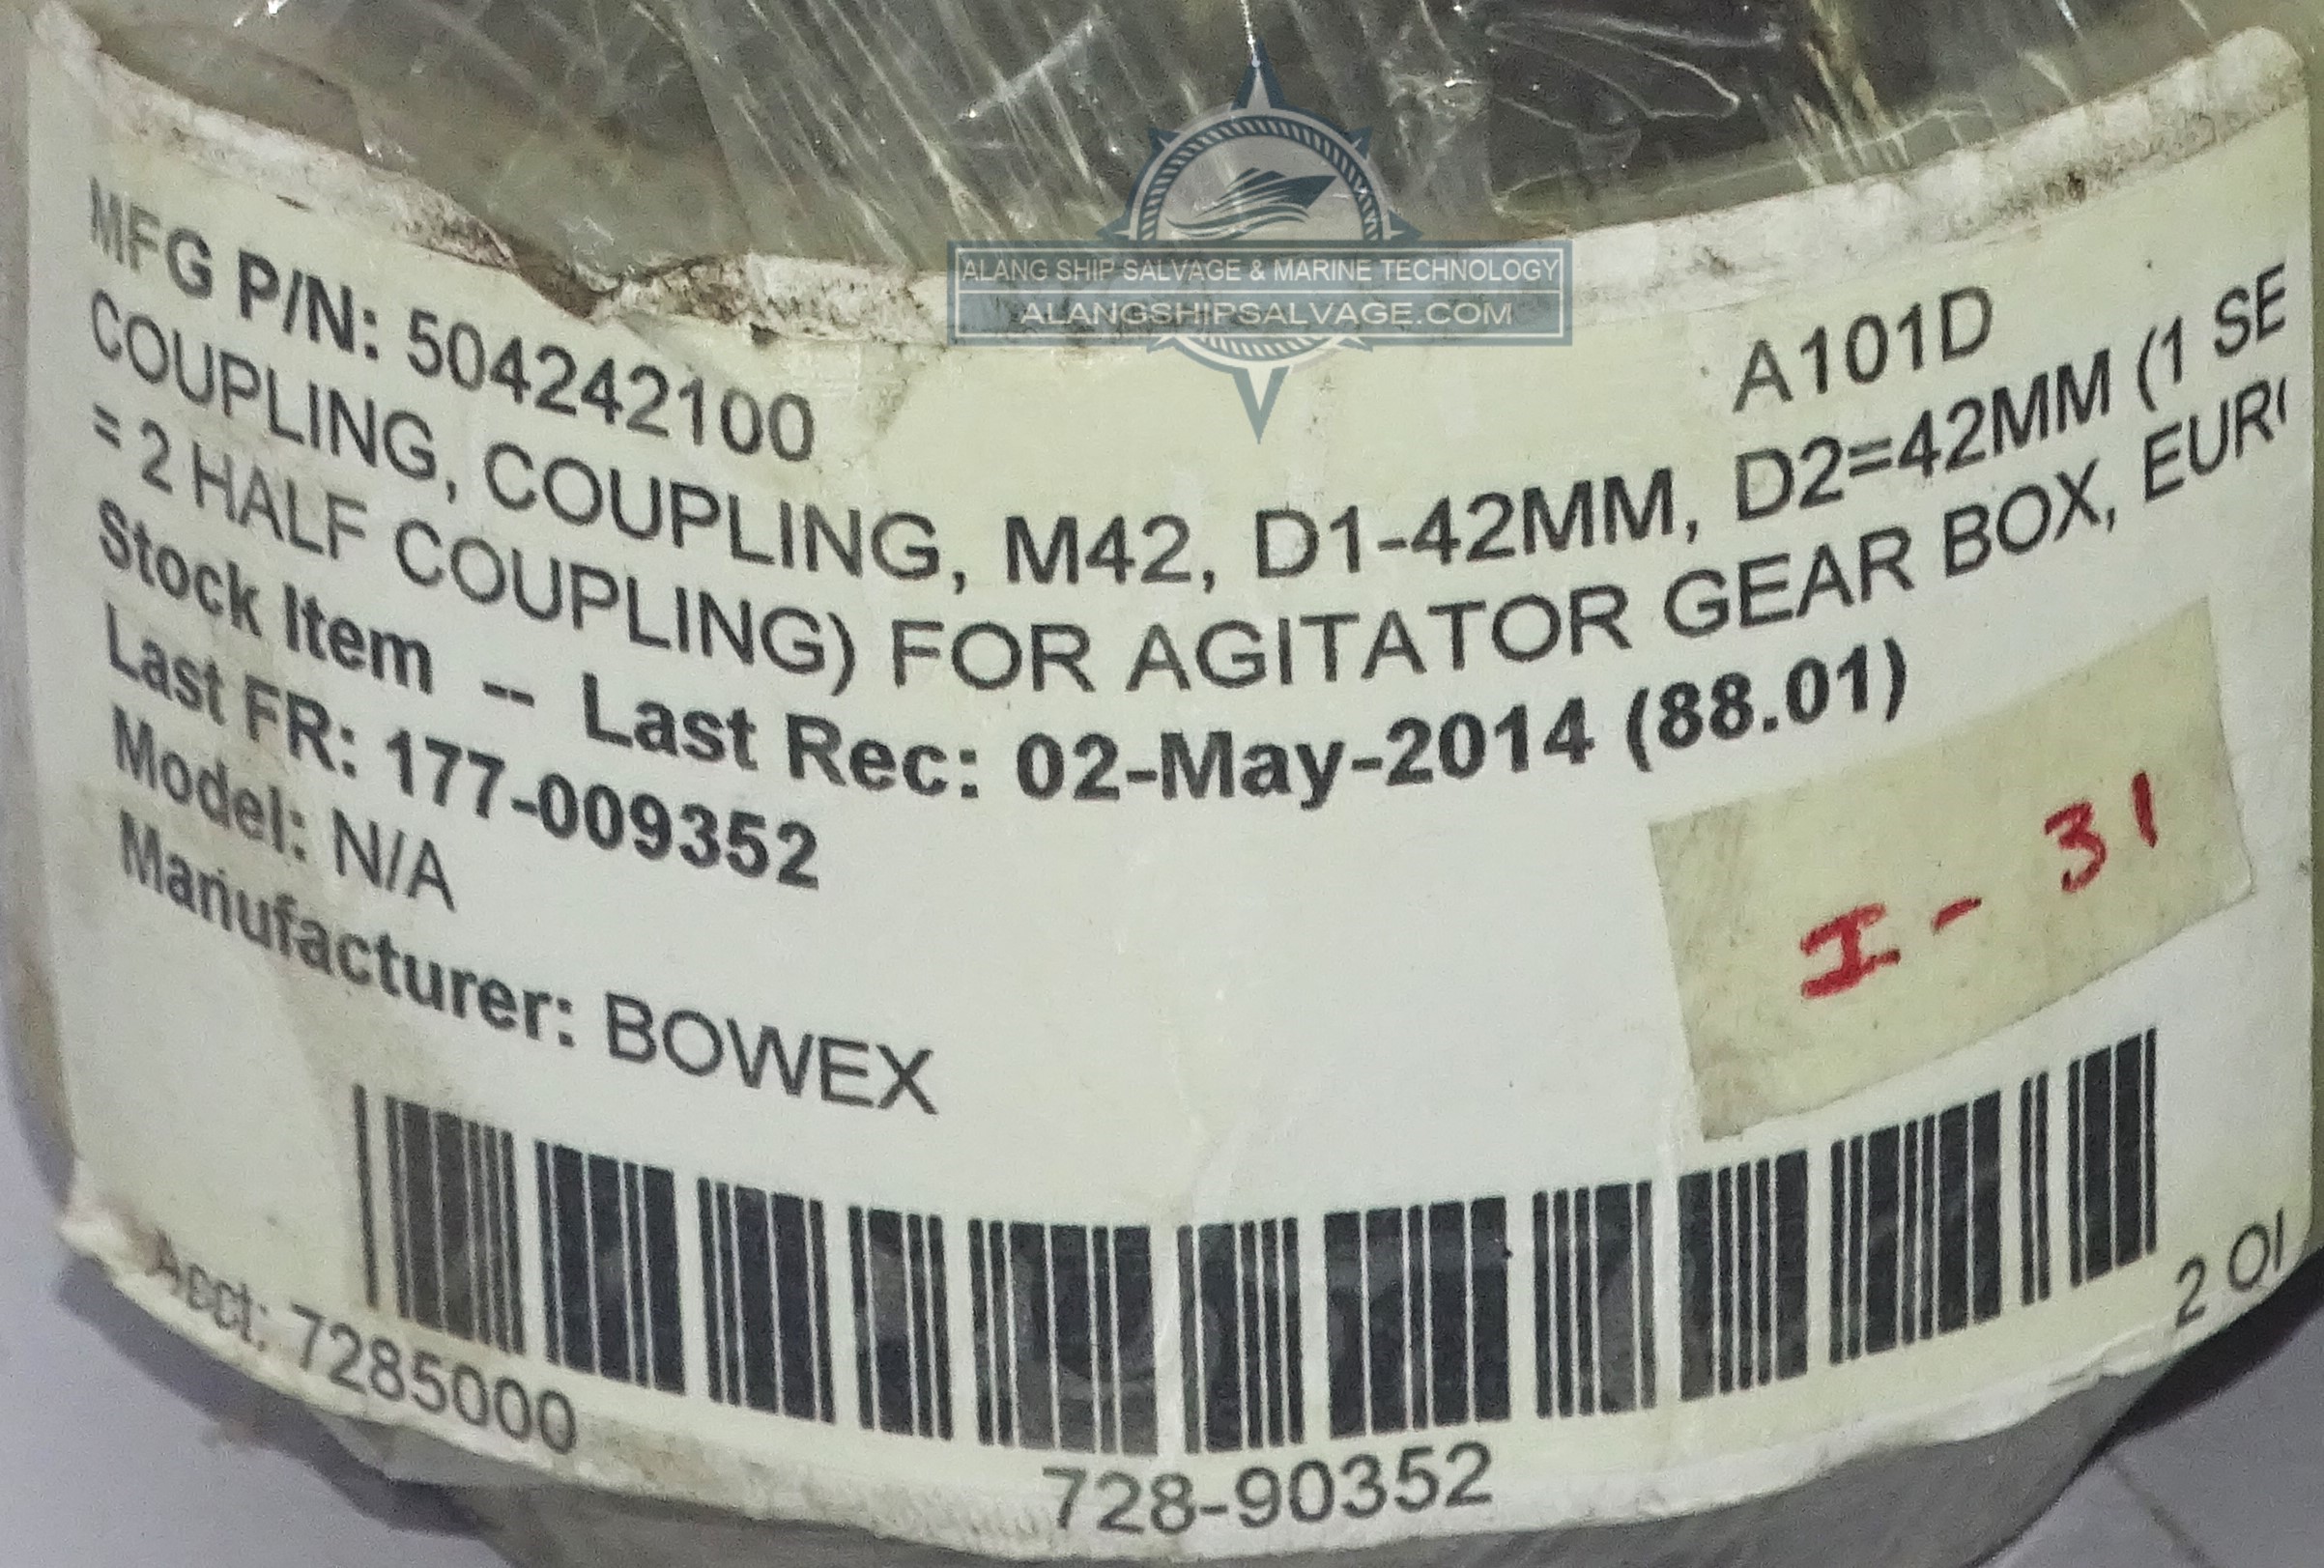 ALANG SHIP SALVAGE & MARINE TECHNOLOGY
ALANGSHIPSALVAGE.COM
MFG P/N: 504242100 A101D
COUPLING, COUPLING, M42, D1-42MM, D2=42MM (1 SE
= 2 HALF COUPLING) FOR AGITATOR GEAR BOX, EUR
Stock Item -- Last Rec: 02-May-2014 (88.01)
Last FR: 177-009352
Model: N/A
Manufacturer: BOWEX
I - 31
Acct: 7285000 728-90352 2 O